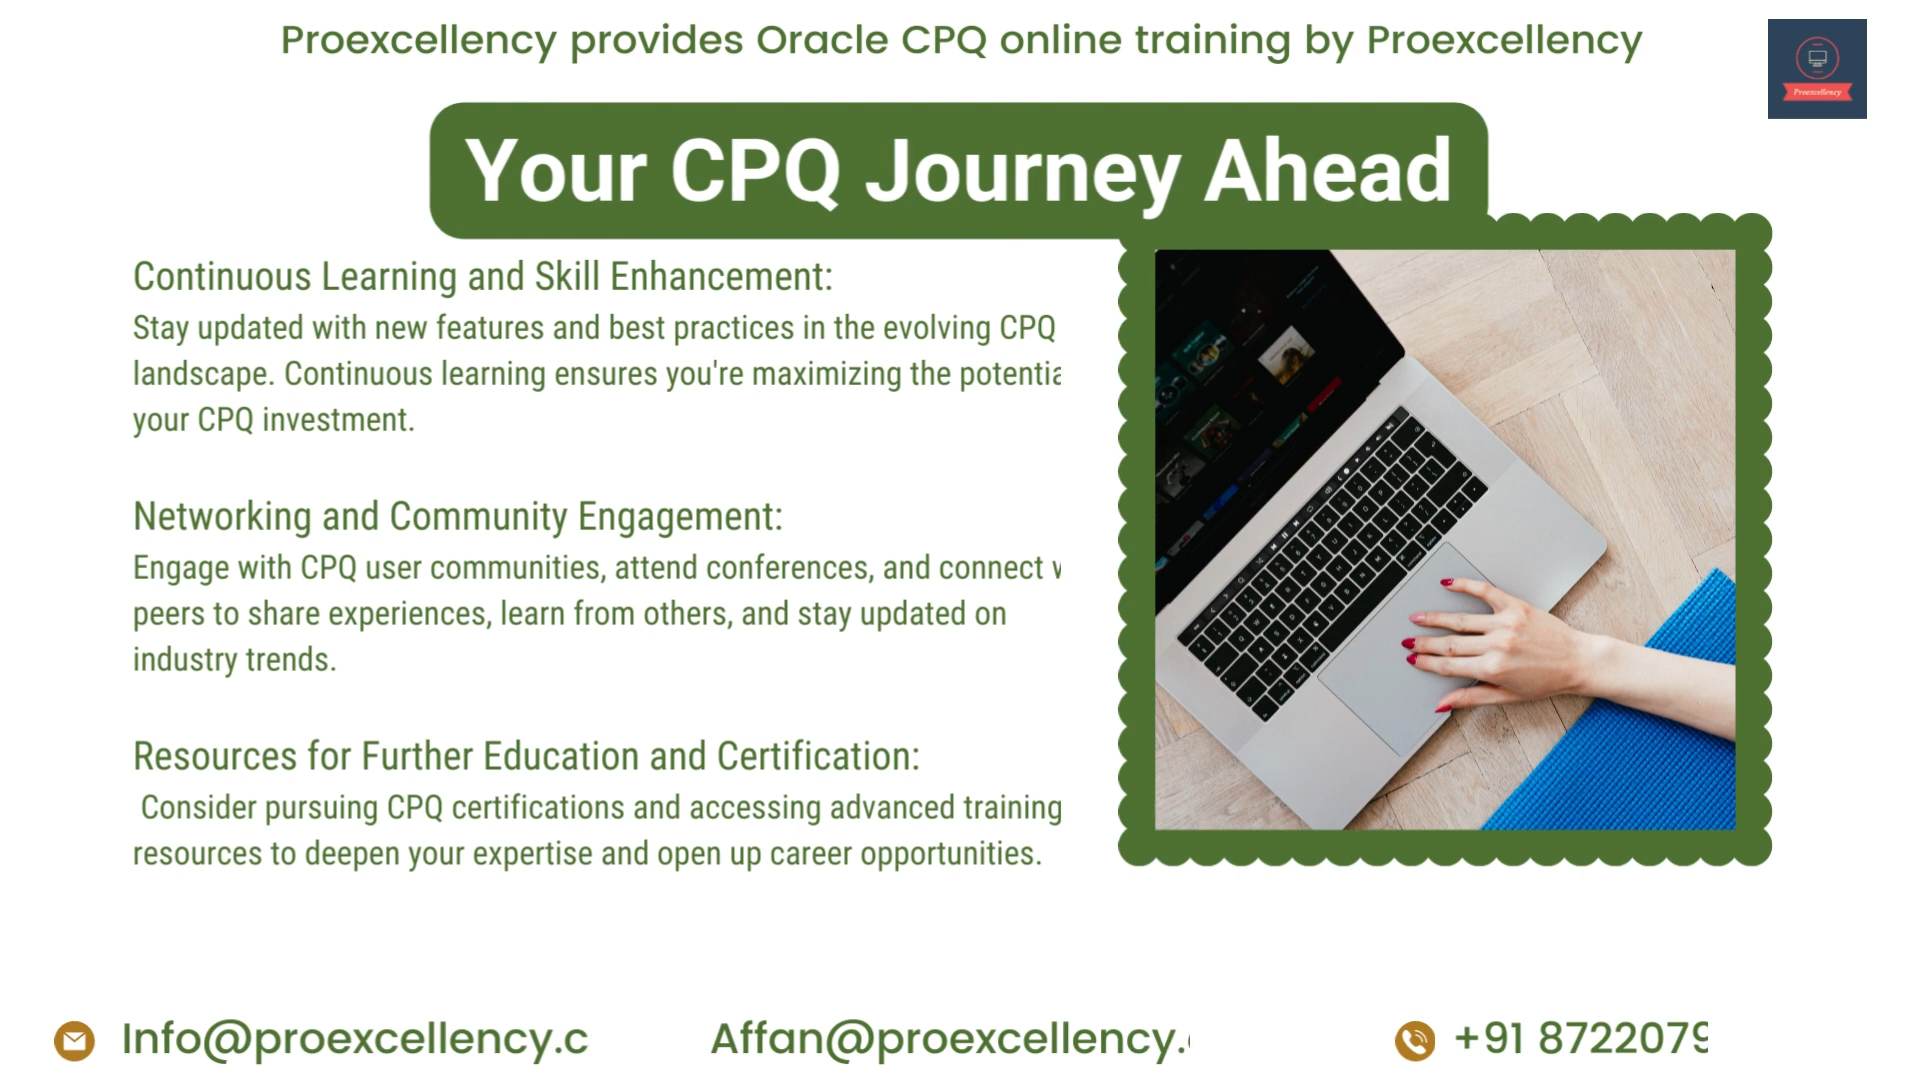 Proexcellency provides Oracle CPQ online training by Proexcellency
Proexcellency
Your CPQ Journey Ahead
Continuous Learning and Skill Enhancement:
Stay updated with new features and best practices in the evolving CPQ
landscape. Continuous learning ensures you're maximizing the potentia
your CPQ investment.
Networking and Community Engagement:
Engage with CPQ user communities, attend conferences, and connect
peers to share experiences, learn from others, and stay updated on
industry trends.
Resources for Further Education and Certification:
Consider pursuing CPQ certifications and accessing advanced training
resources to deepen your expertise and open up career opportunities.
Info@proexcellency.c
Affan@proexcellency.
+91 8722079